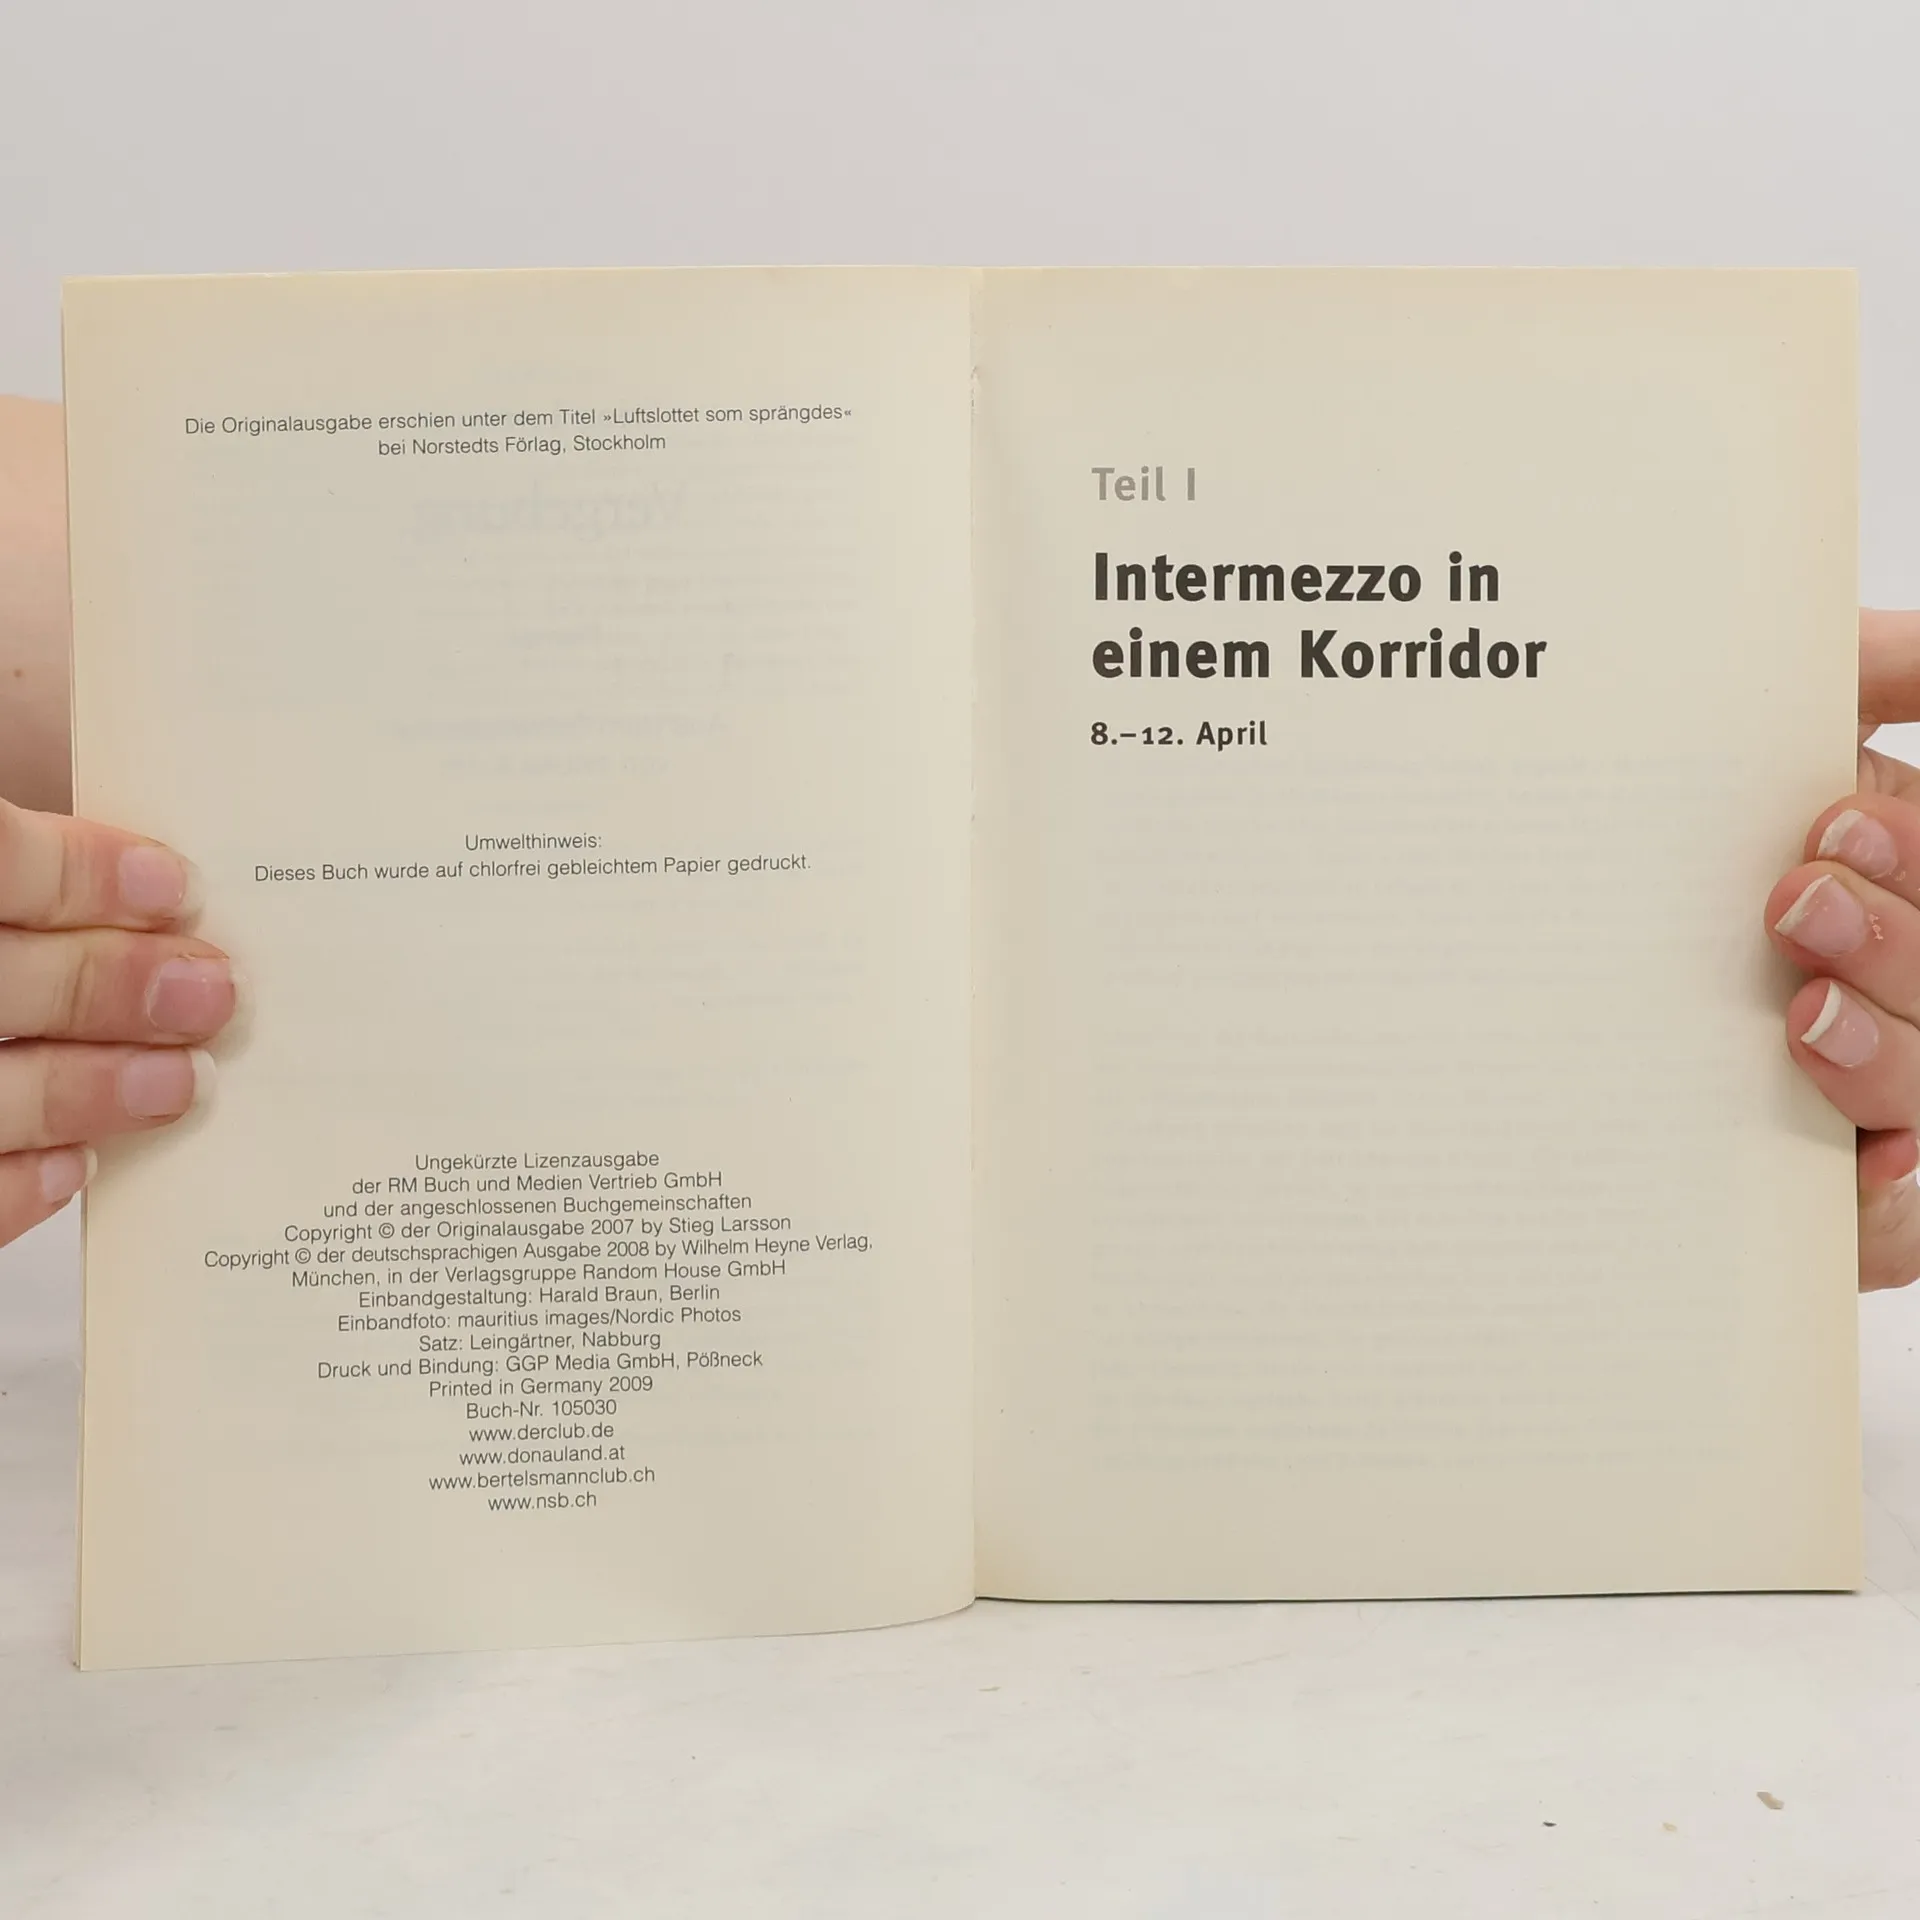 Die Originalausgabe erschien unter dem Titel »Luftslottet som sprängdes«
bei Norstedts Förlag, Stockholm
Umwelthinweis:
Dieses Buch wurde auf chlorfrei gebleichtem Papier gedruckt.
Ungekürzte Lizenzausgabe
der RM Buch und Medien Vertrieb GmbH
und der angeschlossenen Buchgemeinschaften
Copyright © der Originalausgabe 2007 by Stieg Larsson
Copyright © der deutschsprachigen Ausgabe 2008 by Wilhelm Heyne Verlag,
München, in der Verlagsgruppe Random House GmbH
Einbandgestaltung: Harald Braun, Berlin
Einbandfoto: mauritius images/Nordic Photos
Satz: Leingärtner, Nabburg
Druck und Bindung: GGP Media GmbH, Pößneck
Printed in Germany 2009
Buch-Nr. 105030
www.derclub.de
www.donauland.at
www.bertelsmannclub.ch
www.nsb.ch
Teil I
Intermezzo in
einem Korridor
8.–12. April